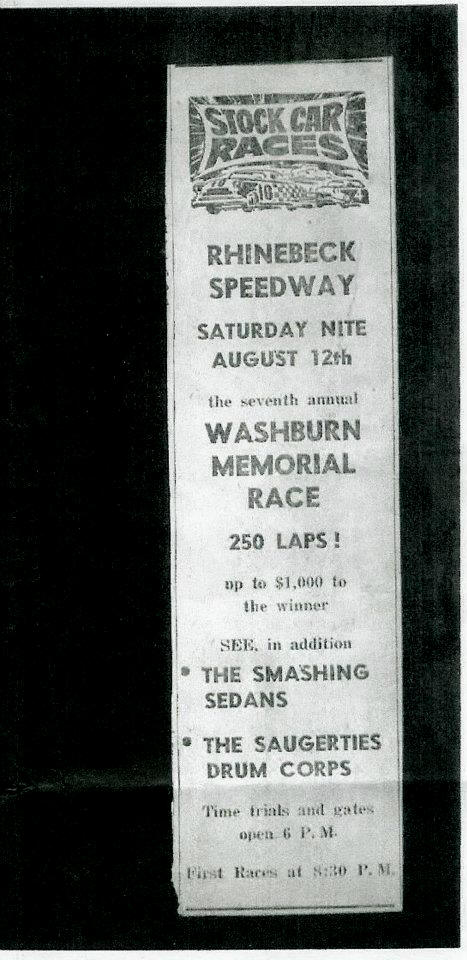 STOCK CAR
RACES
10
RHINEBECK
SPEEDWAY
SATURDAY NITE
AUGUST 12th
the seventh annual
WASHBURN
MEMORIAL
RACE
250 LAPS!
up to $1,000 to
the winner
SEE, in addition
• THE SMASHING
SEDANS
• THE SAUGERTIES
DRUM CORPS
Time trials and gates
open 6 P.M.
First Races at 8:30 P.M.